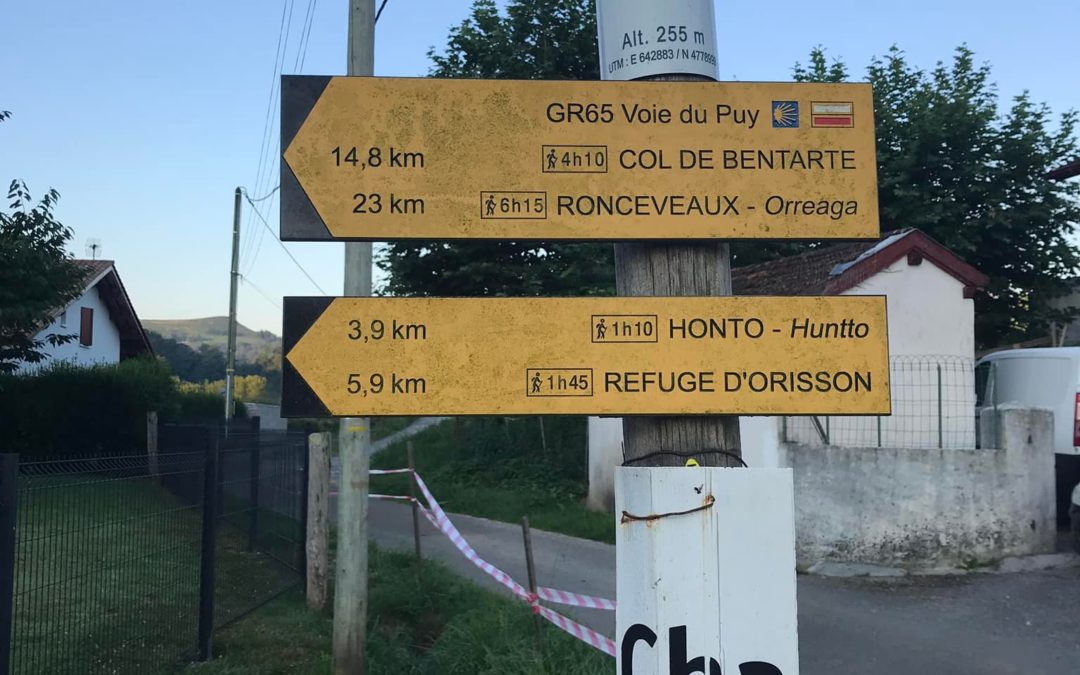 Alt. 255 m
UTM : E 642883 / N 4778999
GR65 Voie du Puy
14,8 km 4h10 COL DE BENTARTE
23 km 6h15 RONCEVEAUX - Orreaga
3,9 km 1h10 HONTO - Huntto
5,9 km 1h45 REFUGE D'ORISSON